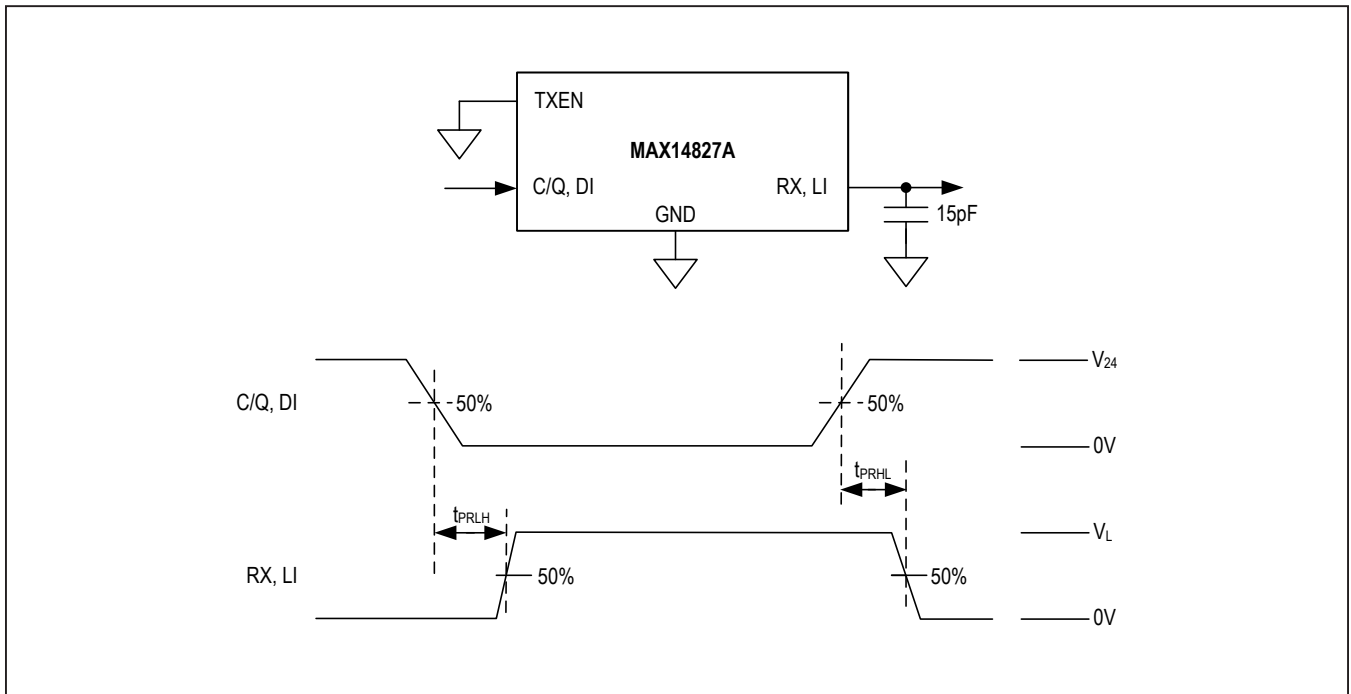 TXEN
MAX14827A
C/Q, DI
RX, LI
GND
15pF
V24
C/Q, DI
50%
50%
0V
tPRHL
tPRLH
VL
RX, LI
50%
50%
0V